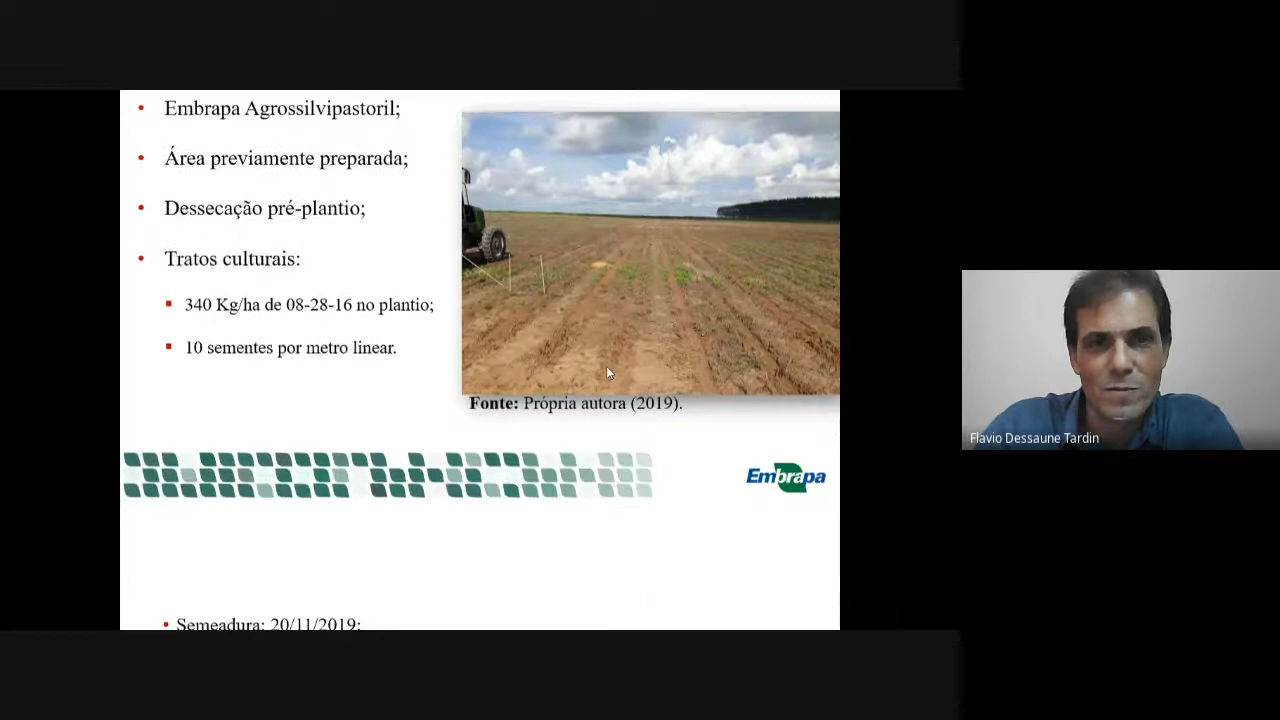 Embrapa Agrossilvipastoril;
Área previamente preparada;
Dessecação pré-plantio;
Tratos culturais:
340 Kg/ha de 08-28-16 no plantio;
10 sementes por metro linear.
Fonte: Própria autora (2019).
Embrapa
Semeadura: 20/11/2019;
Flavio Dessaune Tardin